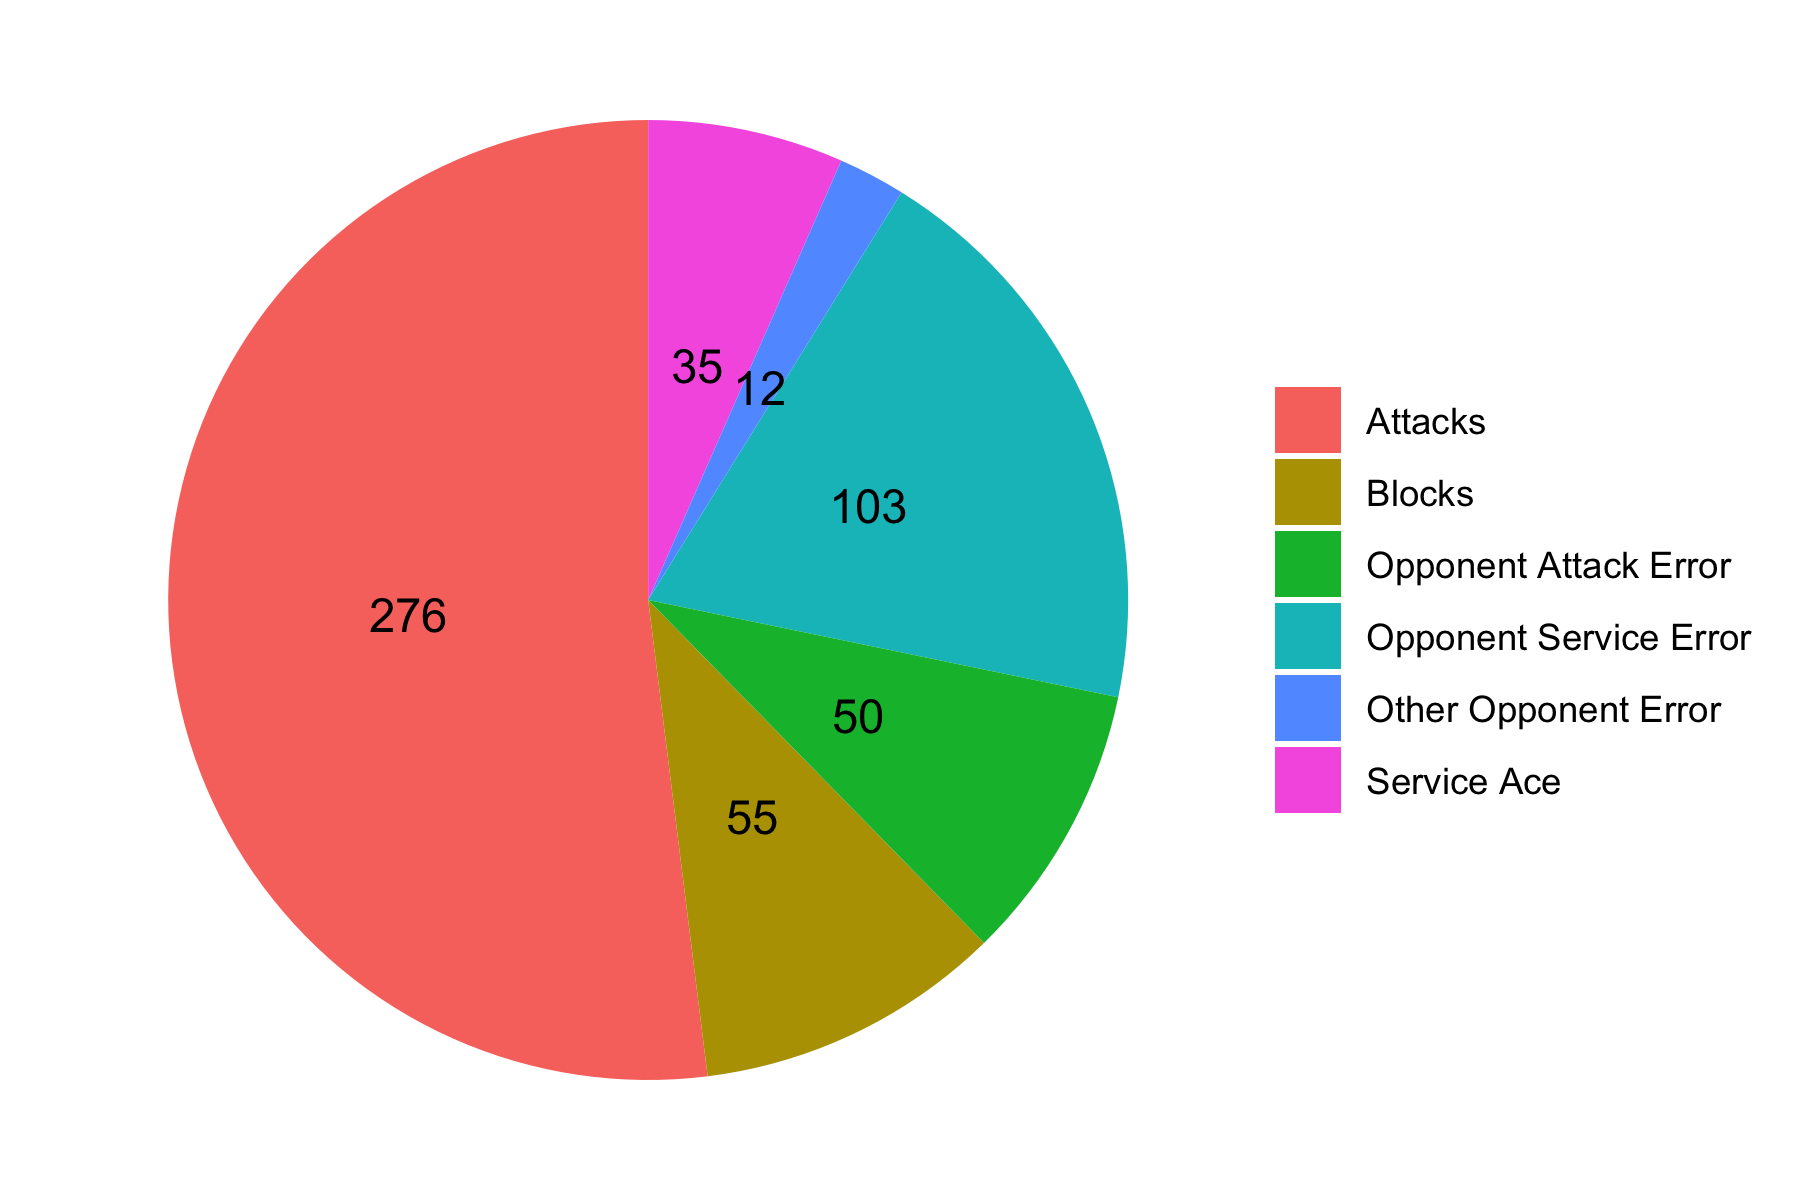 35
12
103
276
50
55
Attacks
Blocks
Opponent Attack Error
Opponent Service Error
Other Opponent Error
Service Ace